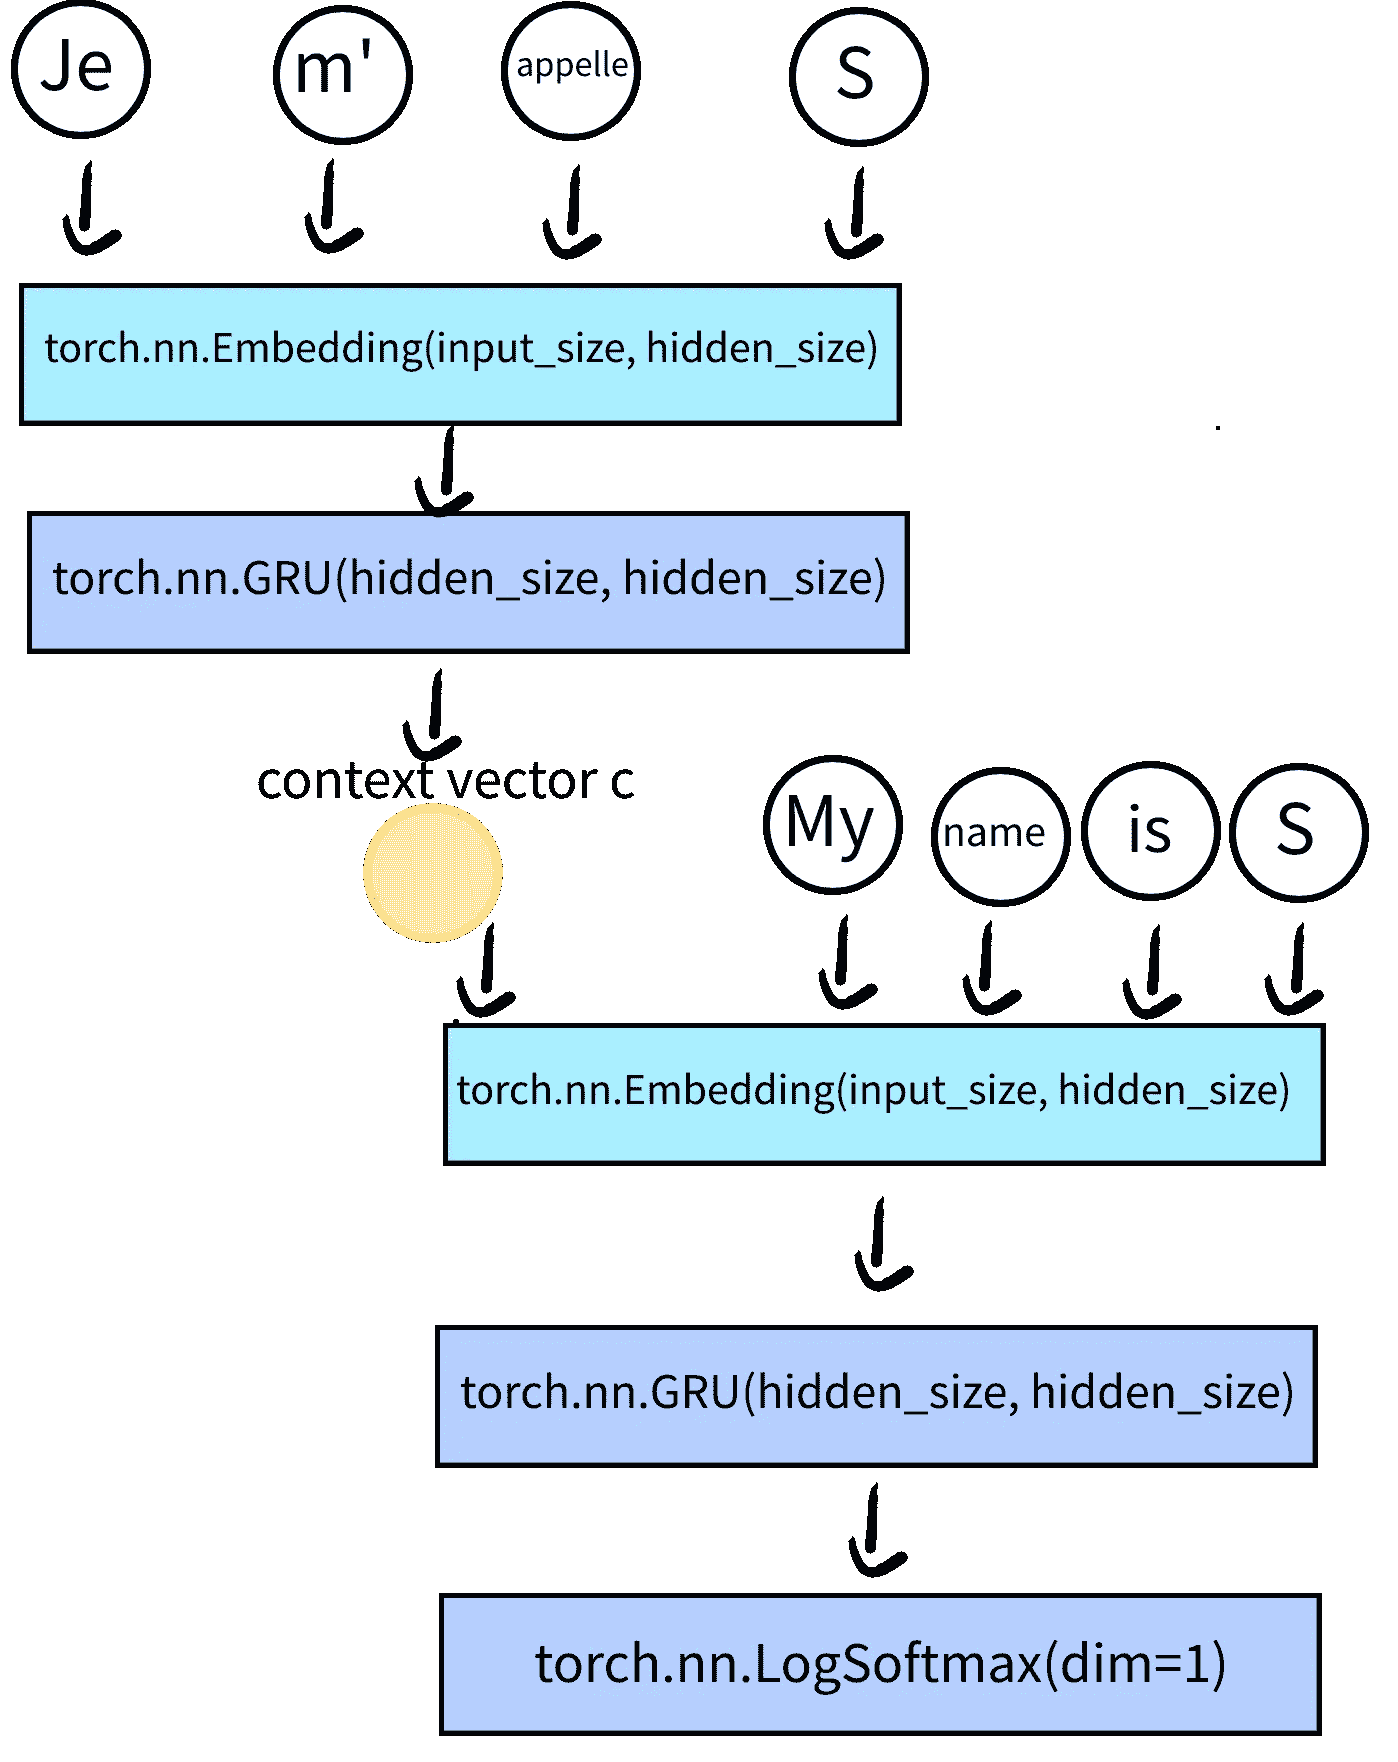 Je
m'
appelle
S
torch.nn.Embedding(input_size, hidden_size)
torch.nn.GRU(hidden_size, hidden_size)
context vector c
My
name
is
S
torch.nn.Embedding(input_size, hidden_size)
torch.nn.GRU(hidden_size, hidden_size)
torch.nn.LogSoftmax(dim=1)